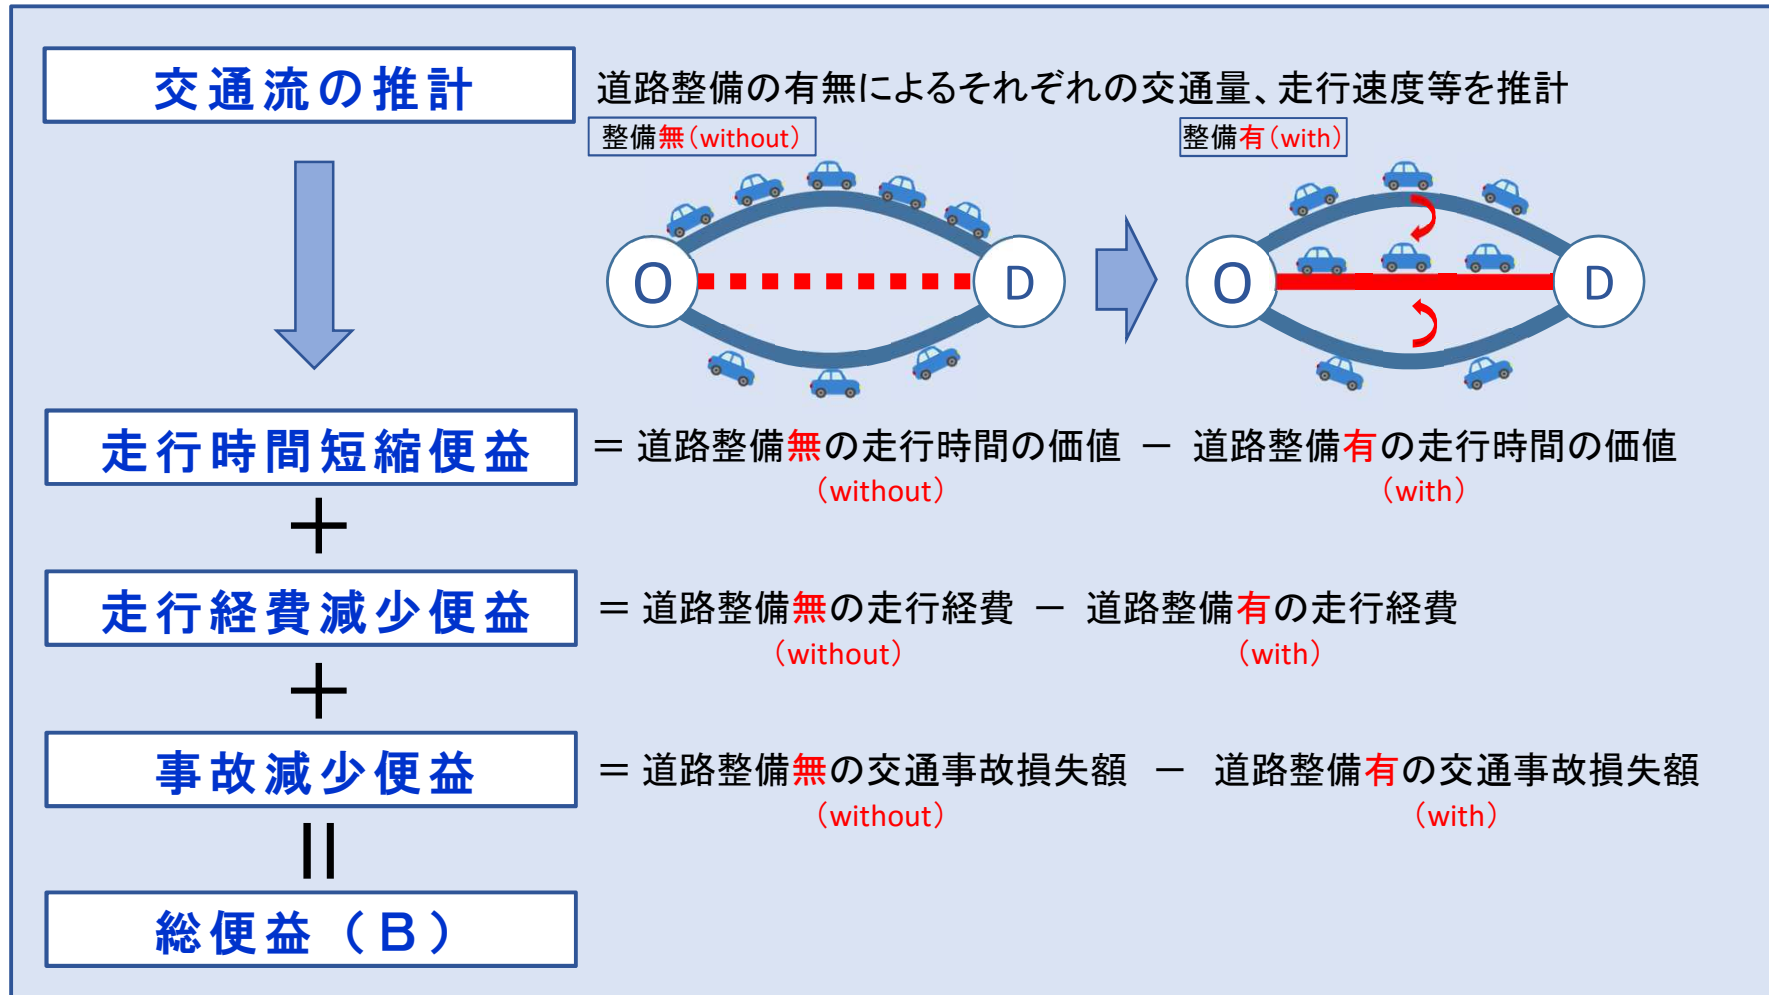 交通流の推計
道路整備の有無によるそれぞれの交通量、走行速度等を推計
整備無（without）
整備有（with）
O
D
O
D
走行時間短縮便益
＝ 道路整備無の走行時間の価値 － 道路整備有の走行時間の価値
（without） （with）
＋
走行経費減少便益
＝ 道路整備無の走行経費 － 道路整備有の走行経費
（without） （with）
＋
事故減少便益
＝ 道路整備無の交通事故損失額 － 道路整備有の交通事故損失額
（without） （with）
＝
総便益（Ｂ）